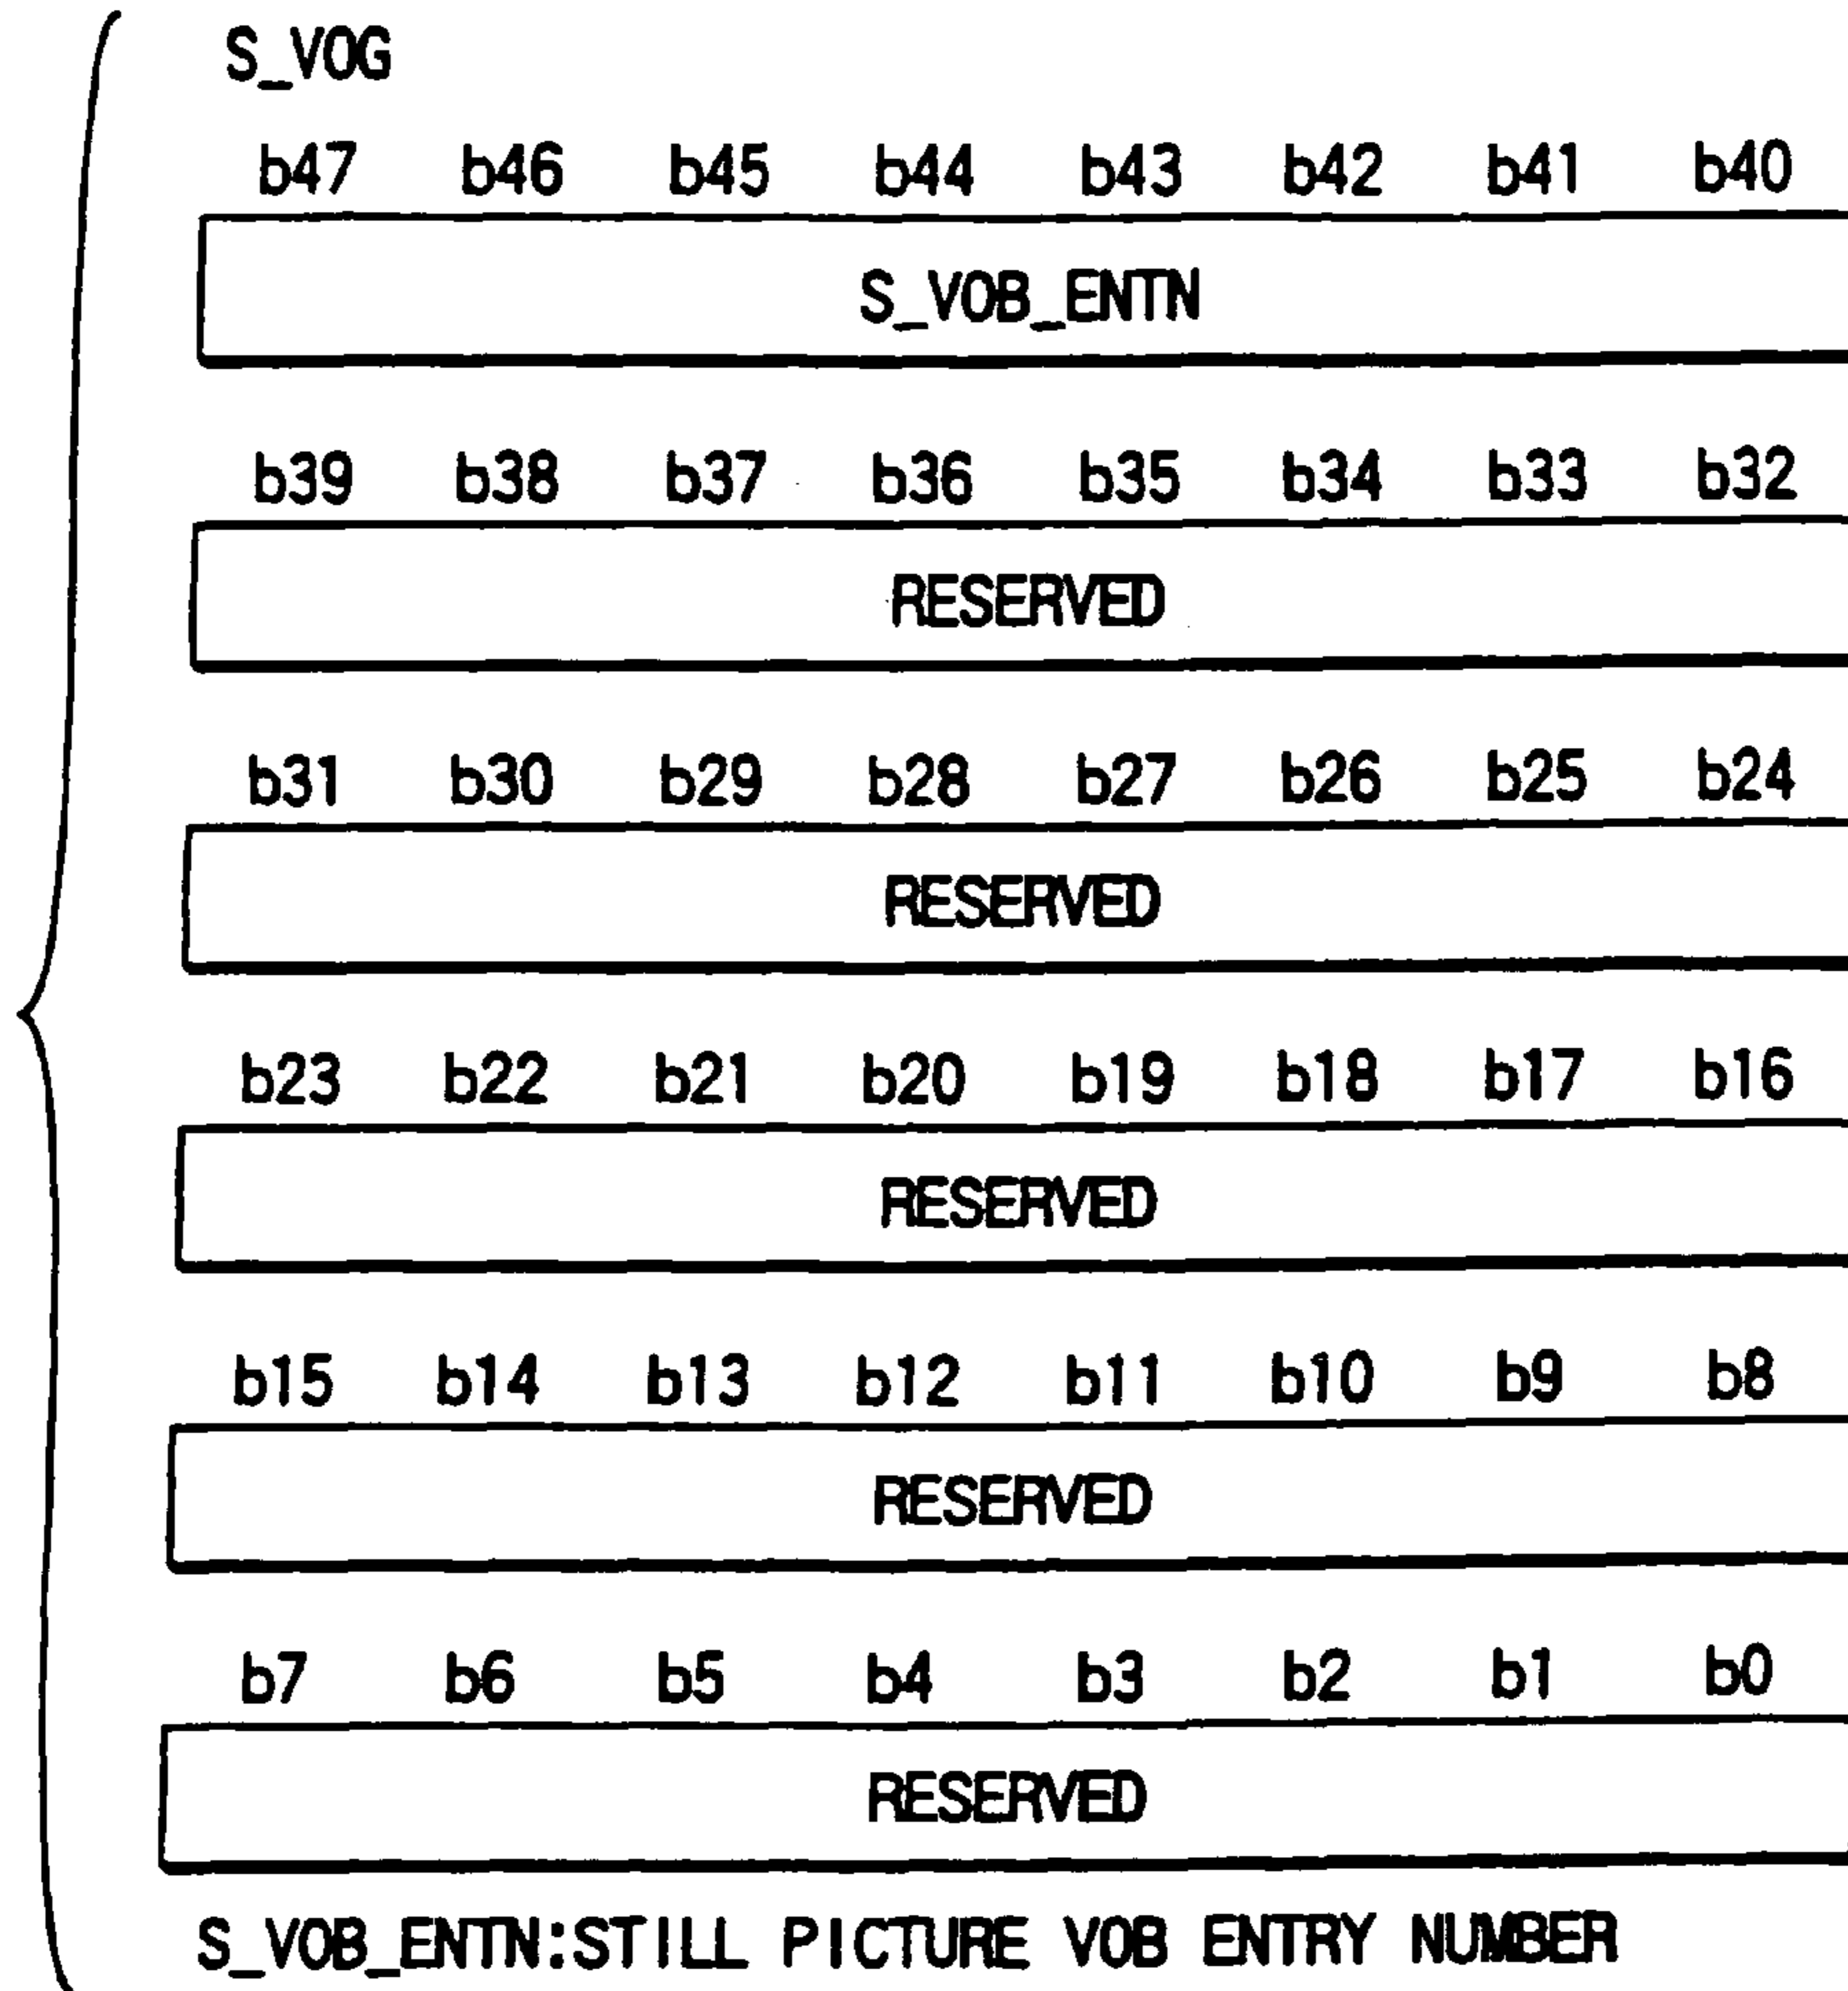 S_VOG
b47 b46 b45 b44 b43 b42 b41 b40
S_VOB_ENTN
b39 b38 b37 b36 b35 b34 b33 b32
RESERVED
b31 b30 b29 b28 b27 b26 b25 b24
RESERVED
b23 b22 b21 b20 b19 b18 b17 b16
RESERVED
b15 b14 b13 b12 b11 b10 b9 b8
RESERVED
b7 b6 b5 b4 b3 b2 b1 b0
RESERVED
S_VOB_ENTN:STILL PICTURE VOB ENTRY NUMBER